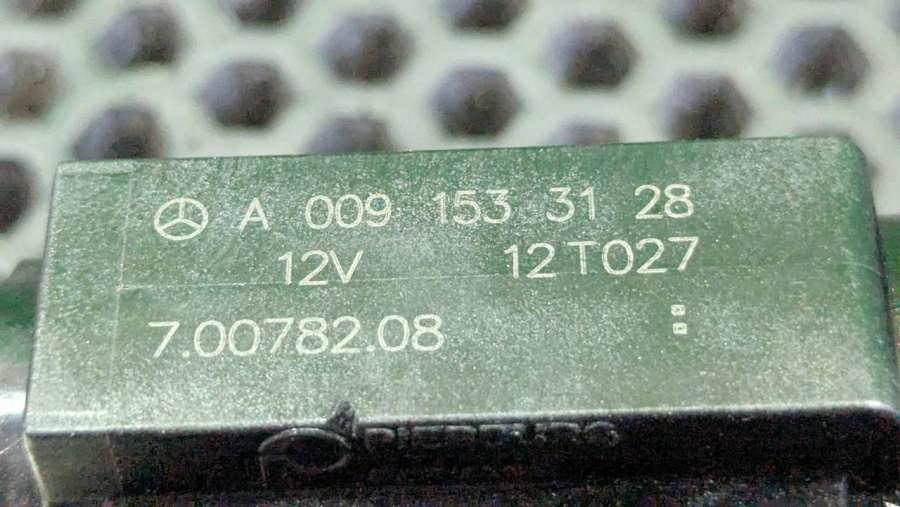 A 009 153 31 28
12V 12T027
7.00782.08
PIERBURG